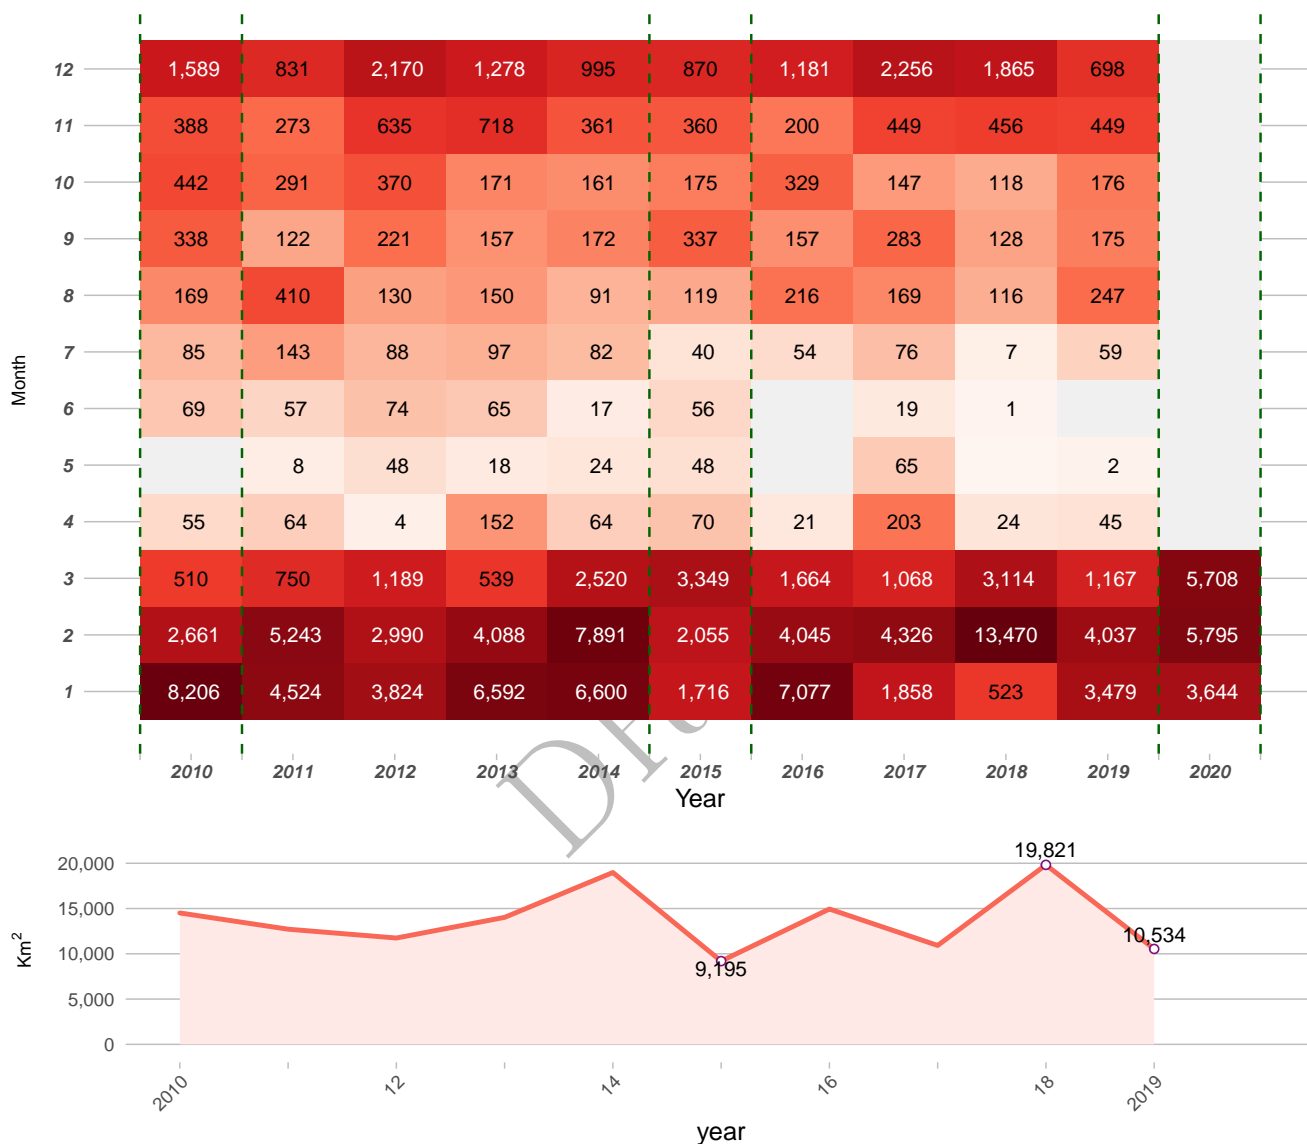 12 1,589 831 2,170 1,278 995 870 1,181 2,256 1,865 698
11 388 273 635 718 361 360 200 449 456 449
10 442 291 370 171 161 175 329 147 118 176
9 338 122 221 157 172 337 157 283 128 175
8 169 410 130 150 91 119 216 169 116 247
7 85 143 88 97 82 40 54 76 7 59
Month
6 69 57 74 65 17 56 19 1
5 8 48 18 24 48 65 2
4 55 64 4 152 64 70 21 203 24 45
3 510 750 1,189 539 2,520 3,349 1,664 1,068 3,114 1,167 5,708
2 2,661 5,243 2,990 4,088 7,891 2,055 4,045 4,326 13,470 4,037 5,795
1 8,206 4,524 3,824 6,592 6,600 1,716 7,077 1,858 523 3,479 3,644
2010 2011 2012 2013 2014 2015 2016 2017 2018 2019 2020
Year
19,821
20,000
15,000
10,534
Km²
10,000
9,195
5,000
0
2010 12 14 16 18 2019
year